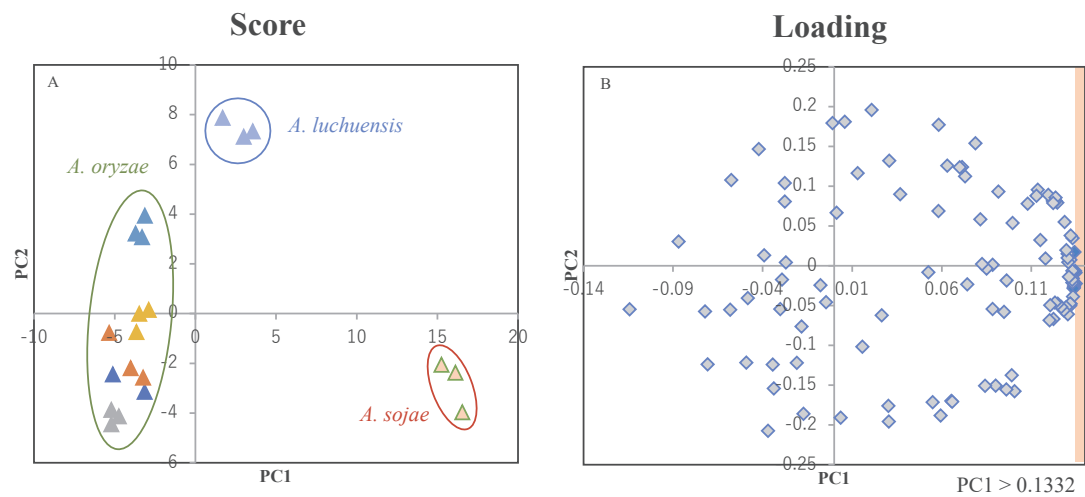 Score
Loading
A
10
8
6
4
2
0
-2
-4
6
-10
-5
0
5
10
15
20
A. luchuensis
A. oryzae
A. sojae
PC2
PC1
B
0.25
0.2
0.15
0.1
0.05
0
-0.05
-0.1
-0.15
-0.2
0.25
-0.14
-0.09
-0.04
0.01
0.06
0.11
PC2
PC1
PC1 > 0.1332